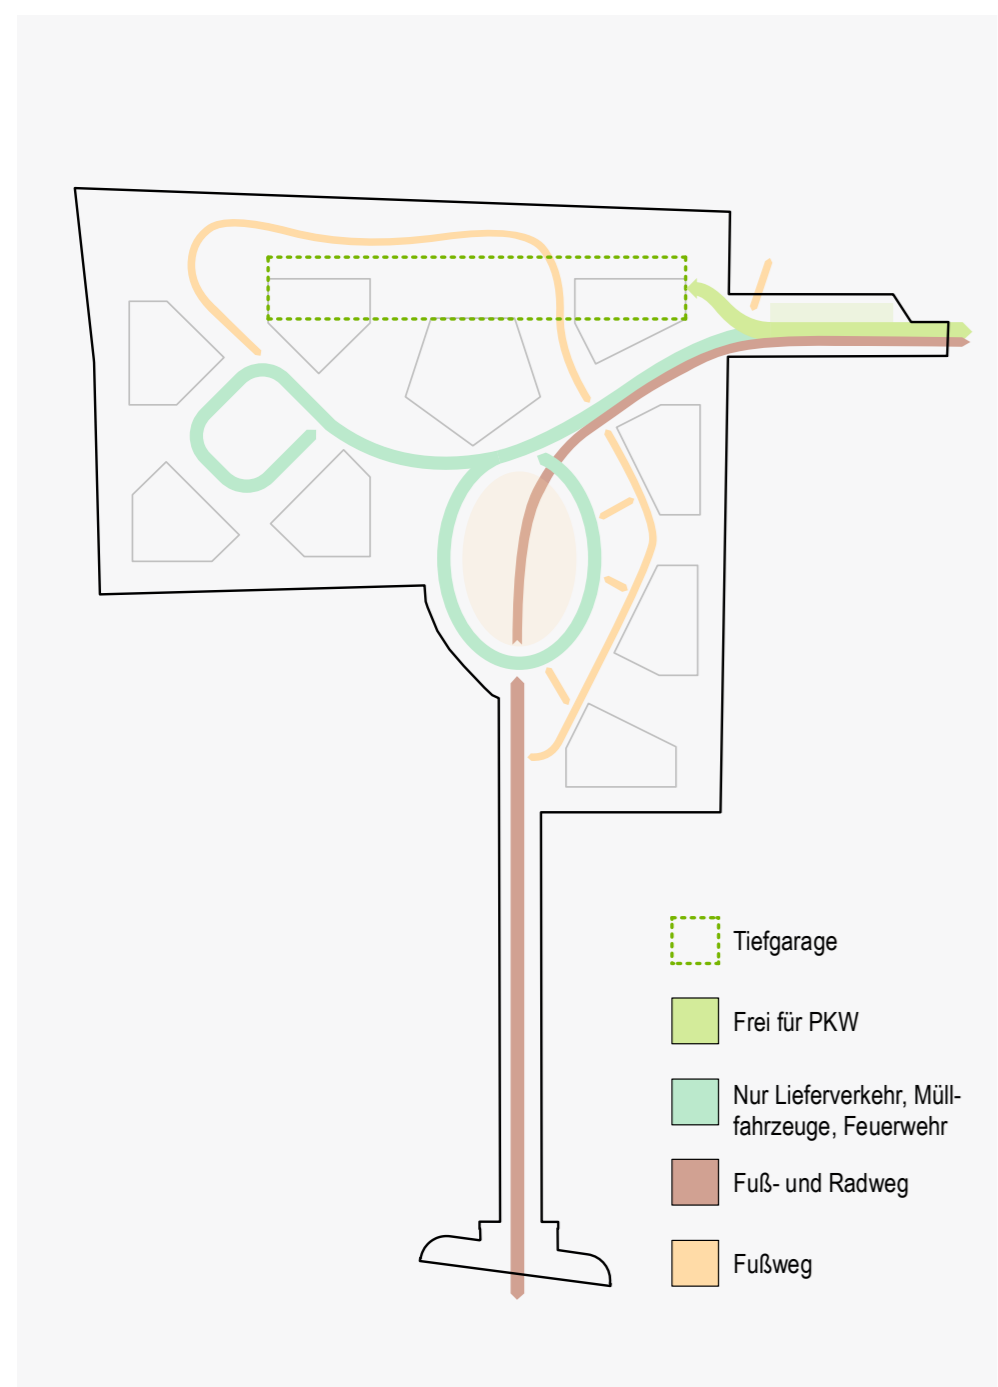 Tiefgarage
Frei für PKW
Nur Lieferverkehr, Müll-
fahrzeuge, Feuerwehr
Fuß- und Radweg
Fußweg